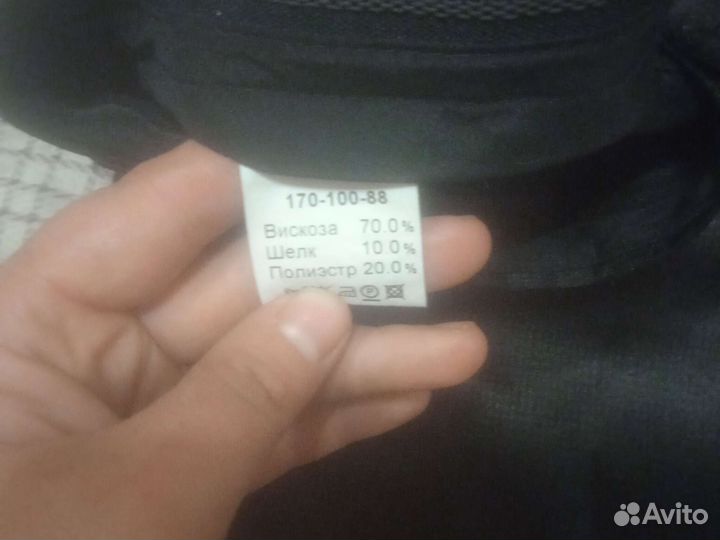 170-100-88
Вискоза 70.0%
Шелк 10.0%
Полиэстр 20.0%
Avito